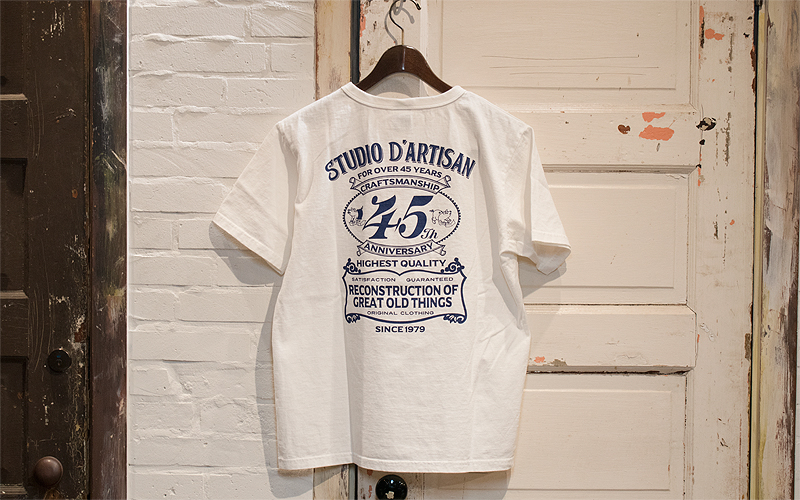 STUDIO D'ARTISAN
FOR OVER 45 YEARS
CRAFTSMANSHIP
45Th
ANNIVERSARY
HIGHEST QUALITY
SATISFACTION GUARANTEED
RECONSTRUCTION OF
GREAT OLD THINGS
ORIGINAL CLOTHING
SINCE 1979